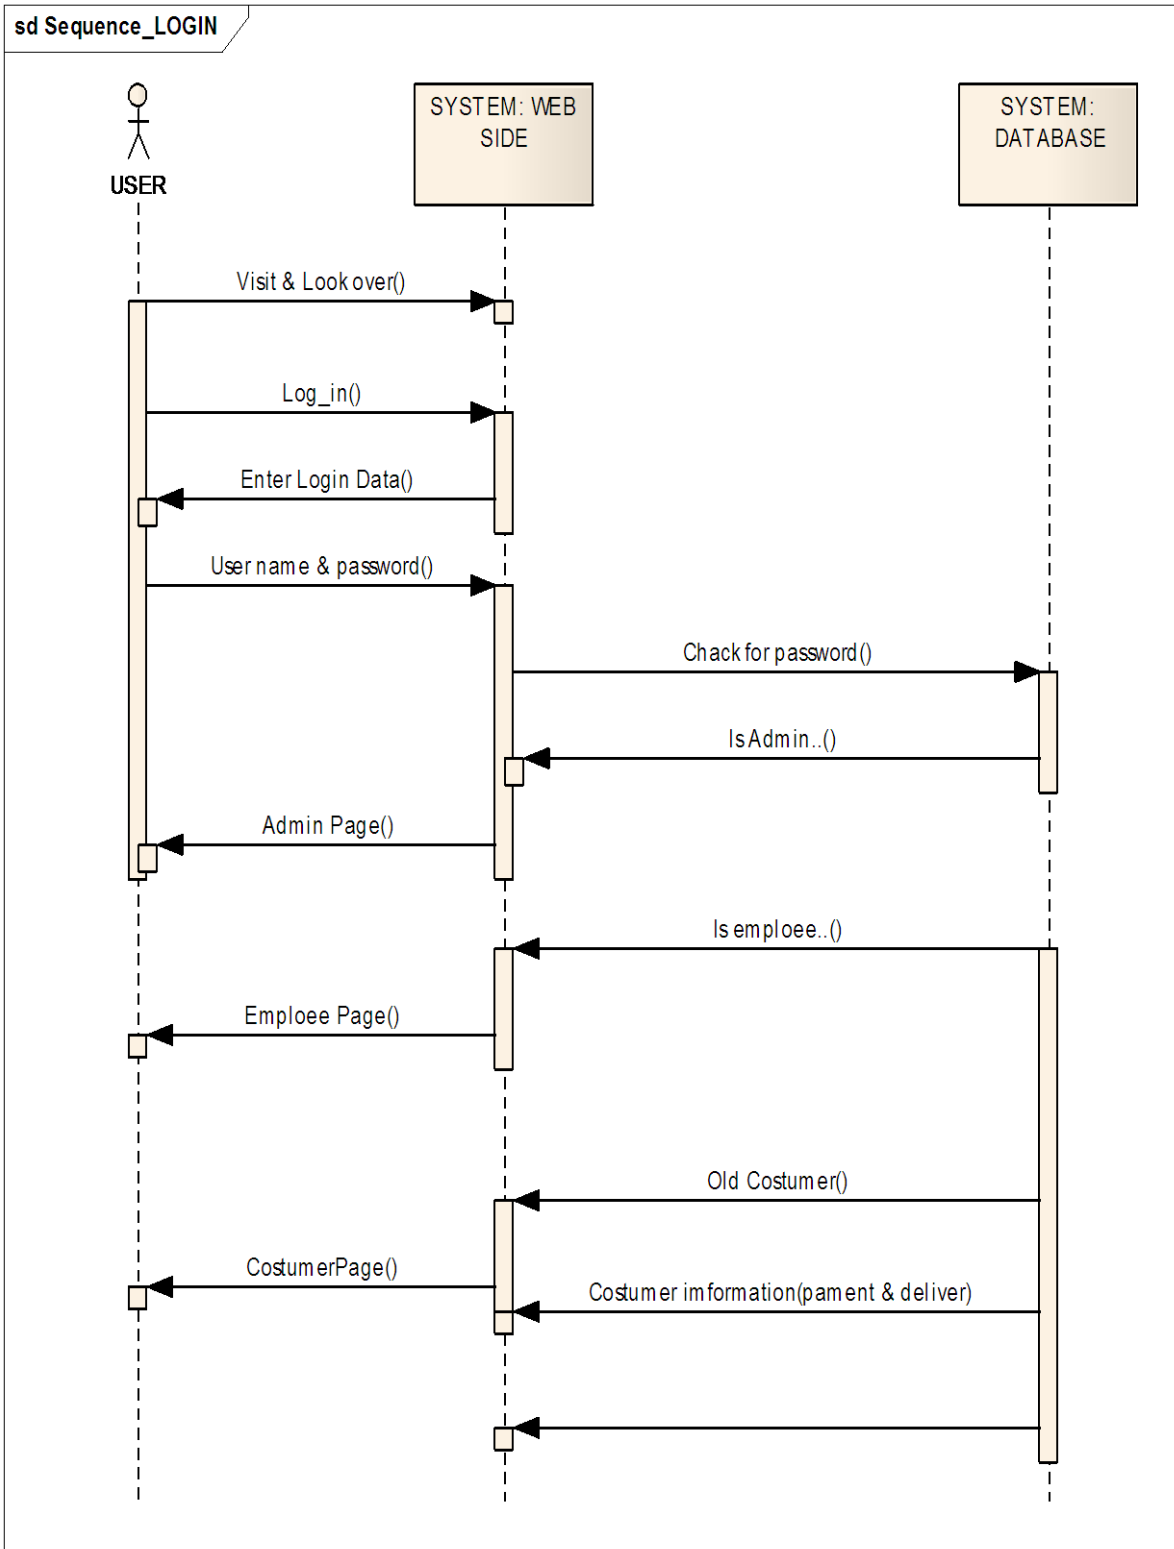 sd Sequence_LOGIN
SYSTEM: WEB
SIDE
SYSTEM:
DATABASE
USER
Visit & Look over()
Log_in()
Enter Login Data()
User name & password()
Chack for password()
Is Admin..()
Admin Page()
Is emploee..()
Emploee Page()
Old Costumer()
CostumerPage()
Costumer imformation(pament & deliver)